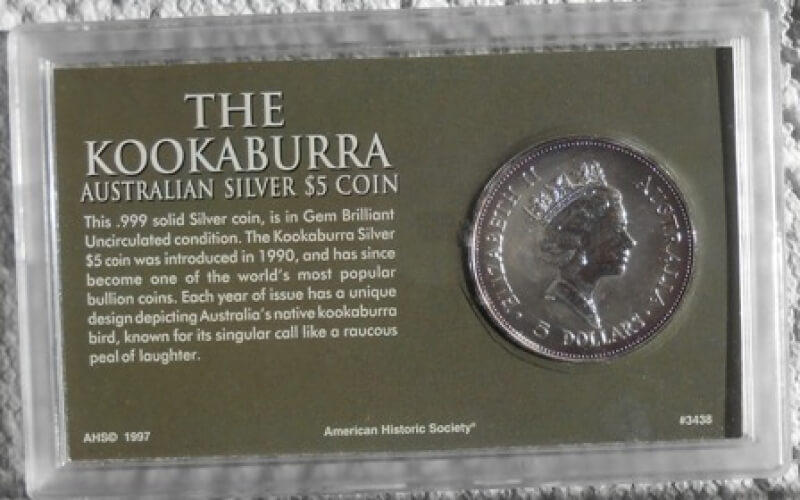 THE
KOOKABURRA
AUSTRALIAN SILVER $5 COIN
This .999 solid Silver coin, is in Gem Brilliant
Uncirculated condition. The Kookaburra Silver
$5 coin was introduced in 1990, and has since
become one of the world's most popular
bullion coins. Each year of issue has a unique
design depicting Australia's native kookaburra
bird, known for its singular call like a raucous
peal of laughter.
ELIZABETH II AUSTRALIA
5 DOLLARS
AHS© 1997
American Historic Society®
#3438